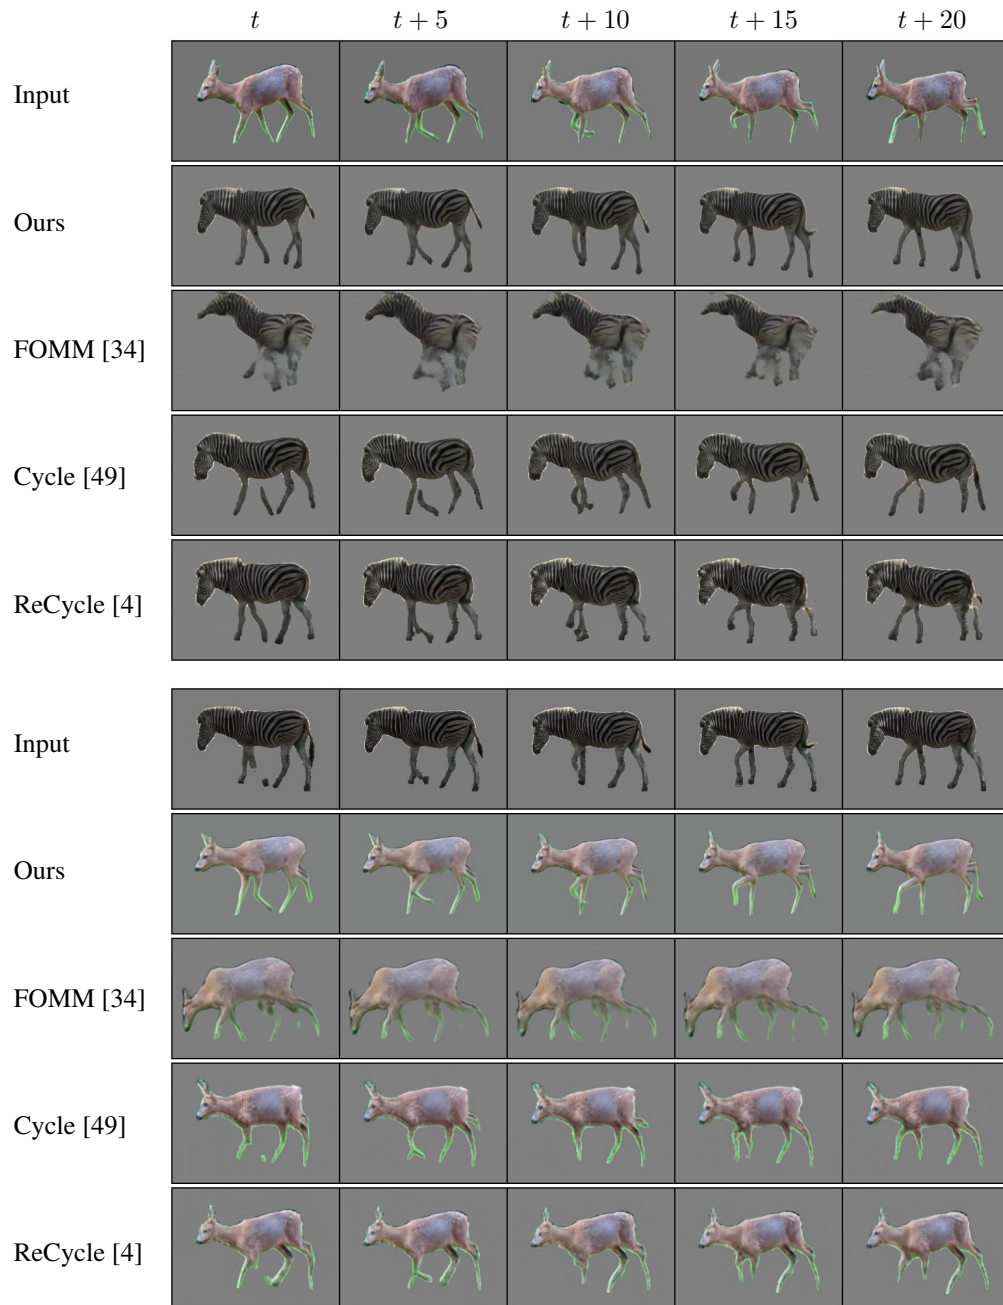 t t + 5 t + 10 t + 15 t + 20
Input
Ours
FOMM [34]
Cycle [49]
ReCycle [4]
Input
Ours
FOMM [34]
Cycle [49]
ReCycle [4]